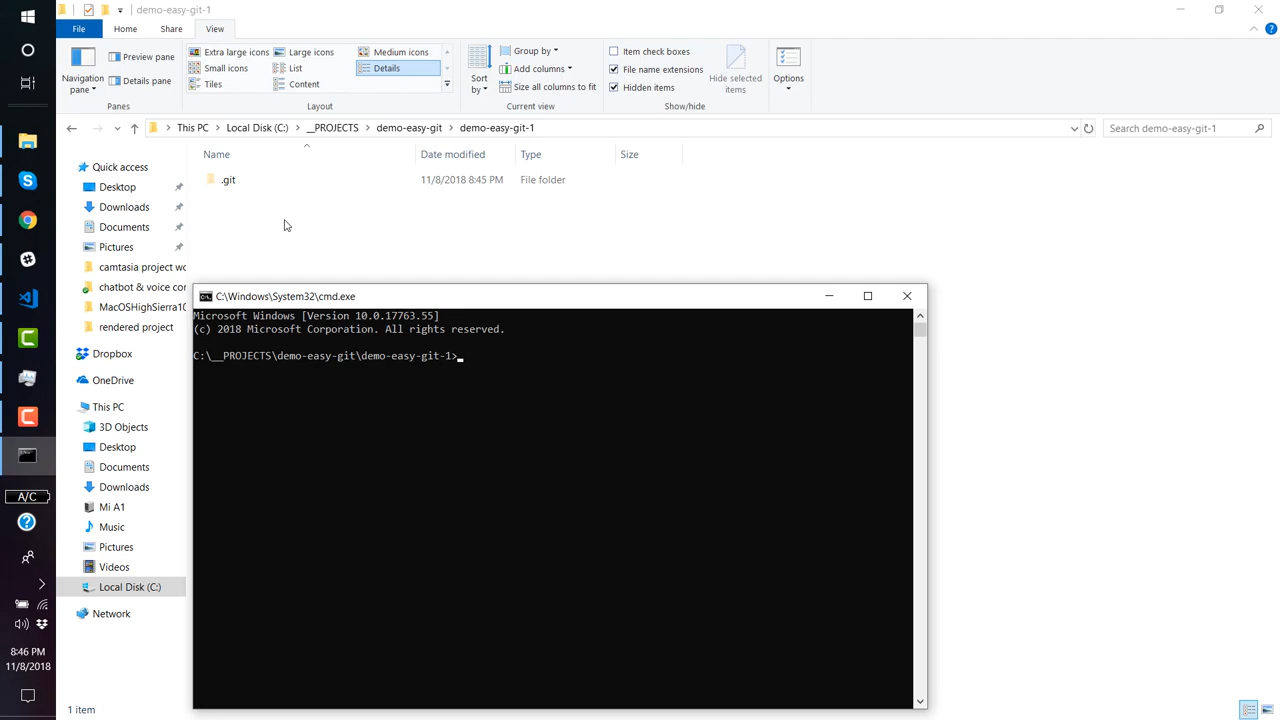 demo-easy-git-1
File Home Share View
Navigation pane
Preview pane
Details pane
Panes
Extra large icons Large icons Medium icons
Small icons List Details
Tiles Content
Layout
Sort by
Group by
Add columns
Size all columns to fit
Current view
Item check boxes
File name extensions
Hidden items
Hide selected items
Show/hide
Options
This PC Local Disk (C:) __PROJECTS demo-easy-git demo-easy-git-1
Search demo-easy-git-1
Name Date modified Type Size
.git 11/8/2018 8:45 PM File folder
Quick access
Desktop
Downloads
Documents
Pictures
camtasia project wo
chatbot & voice cor
MacOSHighSierra10
rendered project
Dropbox
OneDrive
This PC
3D Objects
Desktop
Documents
Downloads
Mi A1
Music
Pictures
Videos
Local Disk (C:)
Network
1 item
A/C
8:46 PM
11/8/2018
C:\Windows\System32\cmd.exe
Microsoft Windows [Version 10.0.17763.55]
(c) 2018 Microsoft Corporation. All rights reserved.
C:\__PROJECTS\demo-easy-git\demo-easy-git-1>